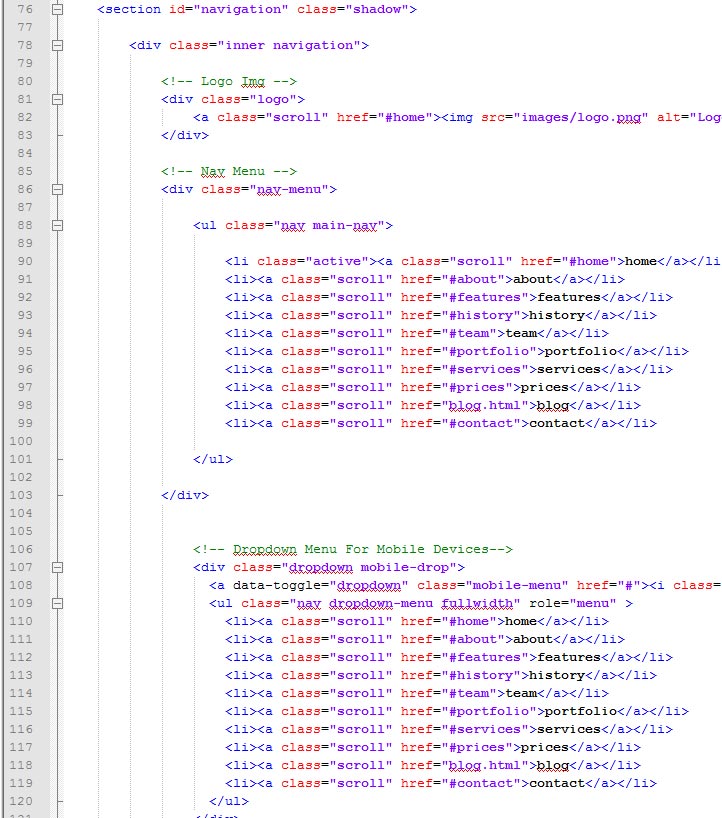 76 <section id="navigation" class="shadow">
77
78 <div class="inner navigation">
79
80 <!-- Logo Img -->
81 <div class="logo">
82 <a class="scroll" href="#home"><img src="images/logo.png" alt="Log
83 </div>
84
85 <!-- Nav Menu -->
86 <div class="nav-menu">
87
88 <ul class="nav main-nav">
89
90 <li class="active"><a class="scroll" href="#home">home</a></li
91 <li><a class="scroll" href="#about">about</a></li>
92 <li><a class="scroll" href="#features">features</a></li>
93 <li><a class="scroll" href="#history">history</a></li>
94 <li><a class="scroll" href="#team">team</a></li>
95 <li><a class="scroll" href="#portfolio">portfolio</a></li>
96 <li><a class="scroll" href="#services">services</a></li>
97 <li><a class="scroll" href="#prices">prices</a></li>
98 <li><a class="scroll" href="blog.html">blog</a></li>
99 <li><a class="scroll" href="#contact">contact</a></li>
100
101 </ul>
102
103 </div>
104
105
106 <!-- Dropdown Menu For Mobile Devices-->
107 <div class="dropdown mobile-drop">
108 <a data-toggle="dropdown" class="mobile-menu" href="#"><i class=
109 <ul class="nav dropdown-menu fullwidth" role="menu" >
110 <li><a class="scroll" href="#home">home</a></li>
111 <li><a class="scroll" href="#about">about</a></li>
112 <li><a class="scroll" href="#features">features</a></li>
113 <li><a class="scroll" href="#history">history</a></li>
114 <li><a class="scroll" href="#team">team</a></li>
115 <li><a class="scroll" href="#portfolio">portfolio</a></li>
116 <li><a class="scroll" href="#services">services</a></li>
117 <li><a class="scroll" href="#prices">prices</a></li>
118 <li><a class="scroll" href="blog.html">blog</a></li>
119 <li><a class="scroll" href="#contact">contact</a></li>
120 </ul>